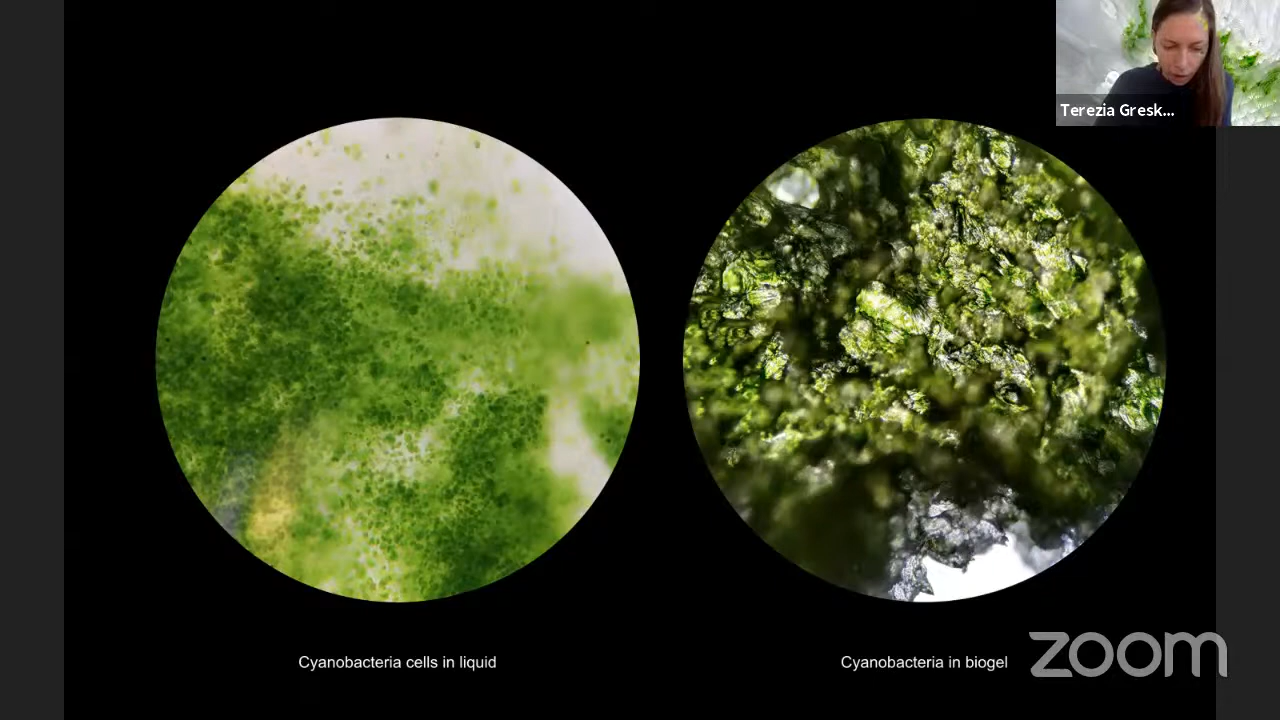 Terezia Gresk...
Cyanobacteria cells in liquid
Cyanobacteria in biogel
zoom